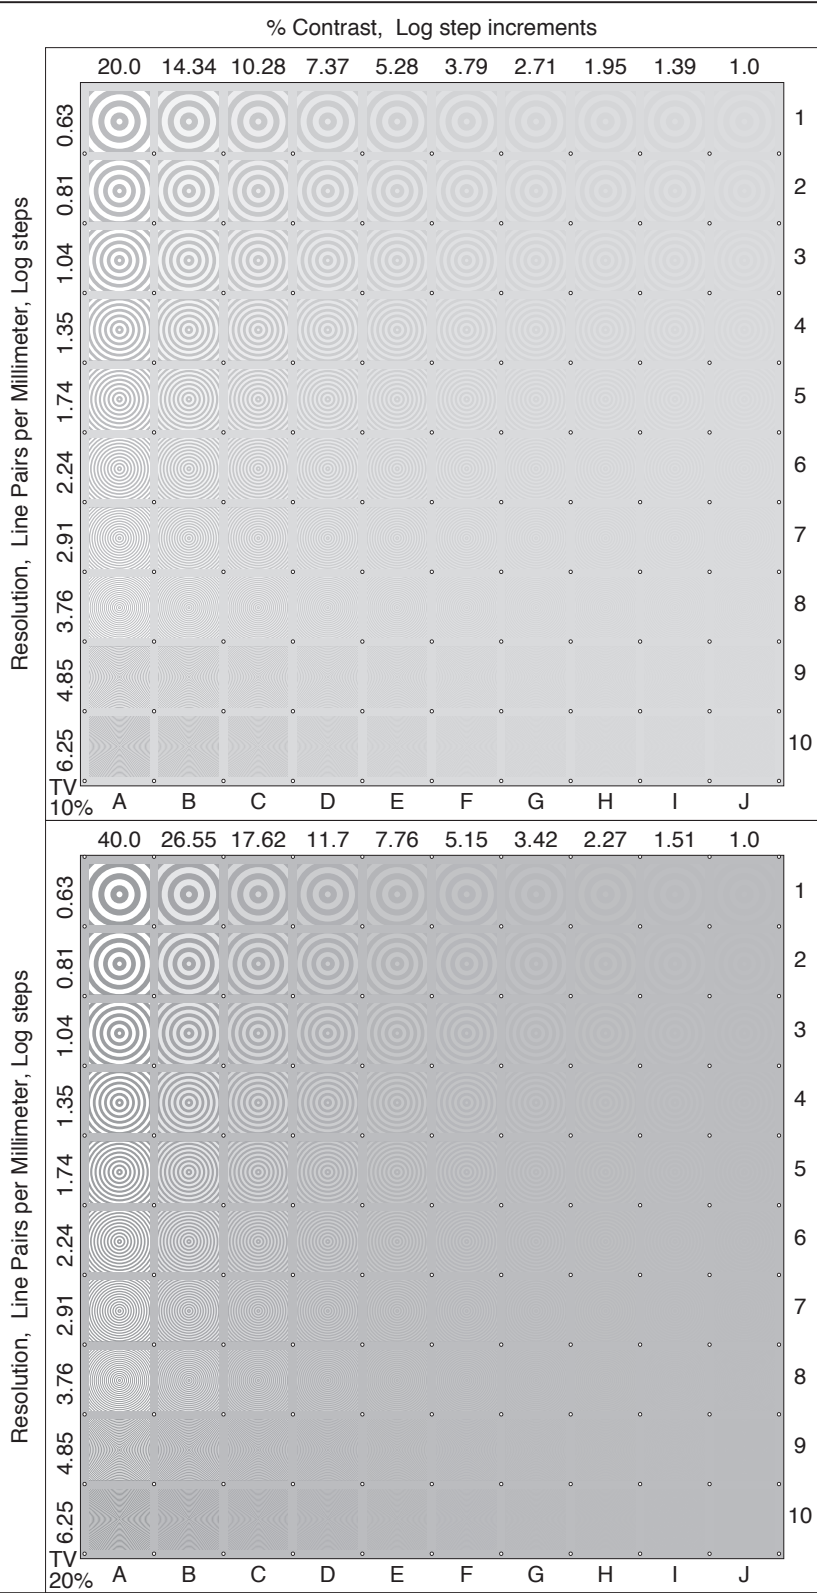 % Contrast, Log step increments
20.0 14.34 10.28 7.37 5.28 3.79 2.71 1.95 1.39 1.0
Resolution, Line Pairs per Millimeter, Log steps
0.63 1
0.81 2
1.04 3
1.35 4
1.74 5
2.24 6
2.91 7
3.76 8
4.85 9
6.25 10
TV
10% A B C D E F G H I J
40.0 26.55 17.62 11.7 7.76 5.15 3.42 2.27 1.51 1.0
Resolution, Line Pairs per Millimeter, Log steps
0.63 1
0.81 2
1.04 3
1.35 4
1.74 5
2.24 6
2.91 7
3.76 8
4.85 9
6.25 10
TV
20% A B C D E F G H I J